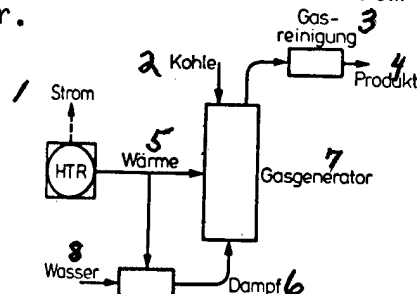 r.
Gas-
reinigung 3
2 Kohle
4
Produkt
1
Strom
5
Wärme
HTR
7
Gasgenerator
8
Wasser
Dampf 6